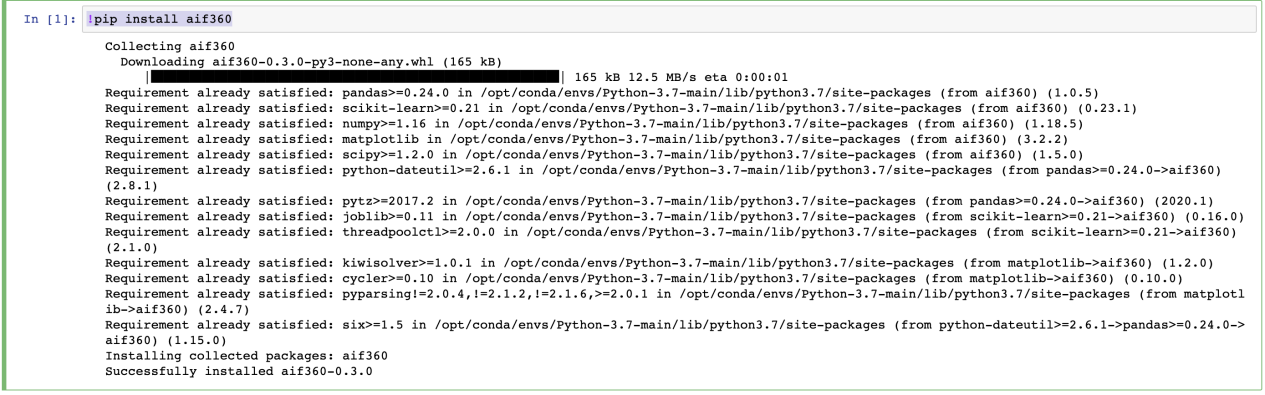 In [1]: !pip install aif360
Collecting aif360
Downloading aif360-0.3.0-py3-none-any.whl (165 kB)
|████████████████████████████████| 165 kB 12.5 MB/s eta 0:00:01
Requirement already satisfied: pandas>=0.24.0 in /opt/conda/envs/Python-3.7-main/lib/python3.7/site-packages (from aif360) (1.0.5)
Requirement already satisfied: scikit-learn>=0.21 in /opt/conda/envs/Python-3.7-main/lib/python3.7/site-packages (from aif360) (0.23.1)
Requirement already satisfied: numpy>=1.16 in /opt/conda/envs/Python-3.7-main/lib/python3.7/site-packages (from aif360) (1.18.5)
Requirement already satisfied: matplotlib in /opt/conda/envs/Python-3.7-main/lib/python3.7/site-packages (from aif360) (3.2.2)
Requirement already satisfied: scipy>=1.2.0 in /opt/conda/envs/Python-3.7-main/lib/python3.7/site-packages (from aif360) (1.5.0)
Requirement already satisfied: python-dateutil>=2.6.1 in /opt/conda/envs/Python-3.7-main/lib/python3.7/site-packages (from pandas>=0.24.0->aif360)
(2.8.1)
Requirement already satisfied: pytz>=2017.2 in /opt/conda/envs/Python-3.7-main/lib/python3.7/site-packages (from pandas>=0.24.0->aif360) (2020.1)
Requirement already satisfied: joblib>=0.11 in /opt/conda/envs/Python-3.7-main/lib/python3.7/site-packages (from scikit-learn>=0.21->aif360) (0.16.0)
Requirement already satisfied: threadpoolctl>=2.0.0 in /opt/conda/envs/Python-3.7-main/lib/python3.7/site-packages (from scikit-learn>=0.21->aif360)
(2.1.0)
Requirement already satisfied: kiwisolver>=1.0.1 in /opt/conda/envs/Python-3.7-main/lib/python3.7/site-packages (from matplotlib->aif360) (1.2.0)
Requirement already satisfied: cycler>=0.10 in /opt/conda/envs/Python-3.7-main/lib/python3.7/site-packages (from matplotlib->aif360) (0.10.0)
Requirement already satisfied: pyparsing!=2.0.4,!=2.1.2,!=2.1.6,>=2.0.1 in /opt/conda/envs/Python-3.7-main/lib/python3.7/site-packages (from matplotl
ib->aif360) (2.4.7)
Requirement already satisfied: six>=1.5 in /opt/conda/envs/Python-3.7-main/lib/python3.7/site-packages (from python-dateutil>=2.6.1->pandas>=0.24.0->
aif360) (1.15.0)
Installing collected packages: aif360
Successfully installed aif360-0.3.0